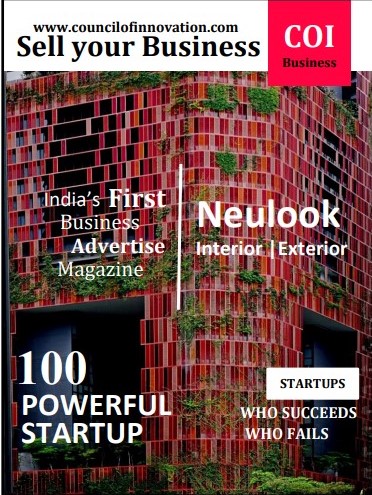 www.councilofinnovation.com
Sell your Business
COI
Business
India's First
Business
Advertise
Magazine
Neulook
Interior |Exterior
100
POWERFUL
STARTUP
STARTUPS
WHO SUCCEEDS
WHO FAILS